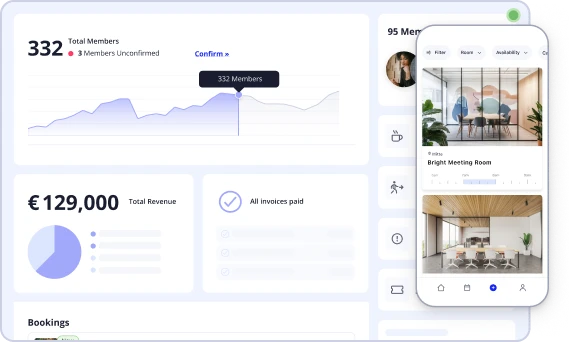 332
Total Members
3 Members Unconfirmed
Confirm »
332 Members
€129,000
Total Revenue
All invoices paid
Bookings
95 Mem
Filter
Room
Availability
Bright Meeting Room